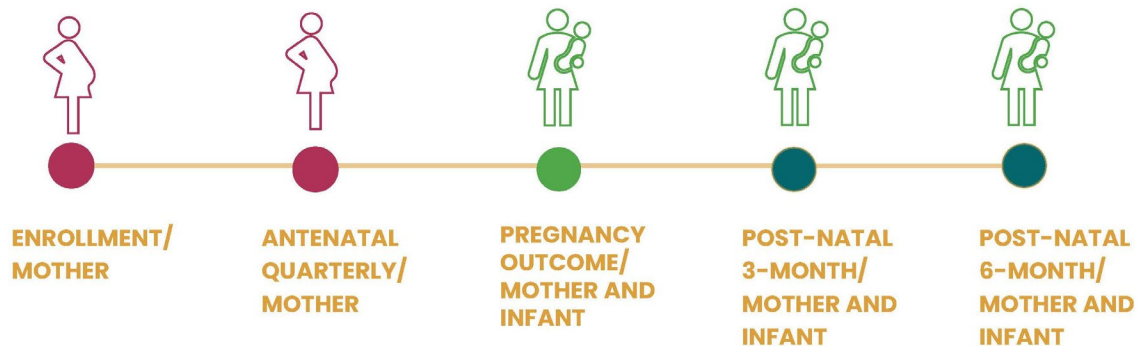 ENROLLMENT/
MOTHER
ANTENATAL
QUARTERLY/
MOTHER
PREGNANCY
OUTCOME/
MOTHER AND
INFANT
POST-NATAL
3-MONTH/
MOTHER AND
INFANT
POST-NATAL
6-MONTH/
MOTHER AND
INFANT